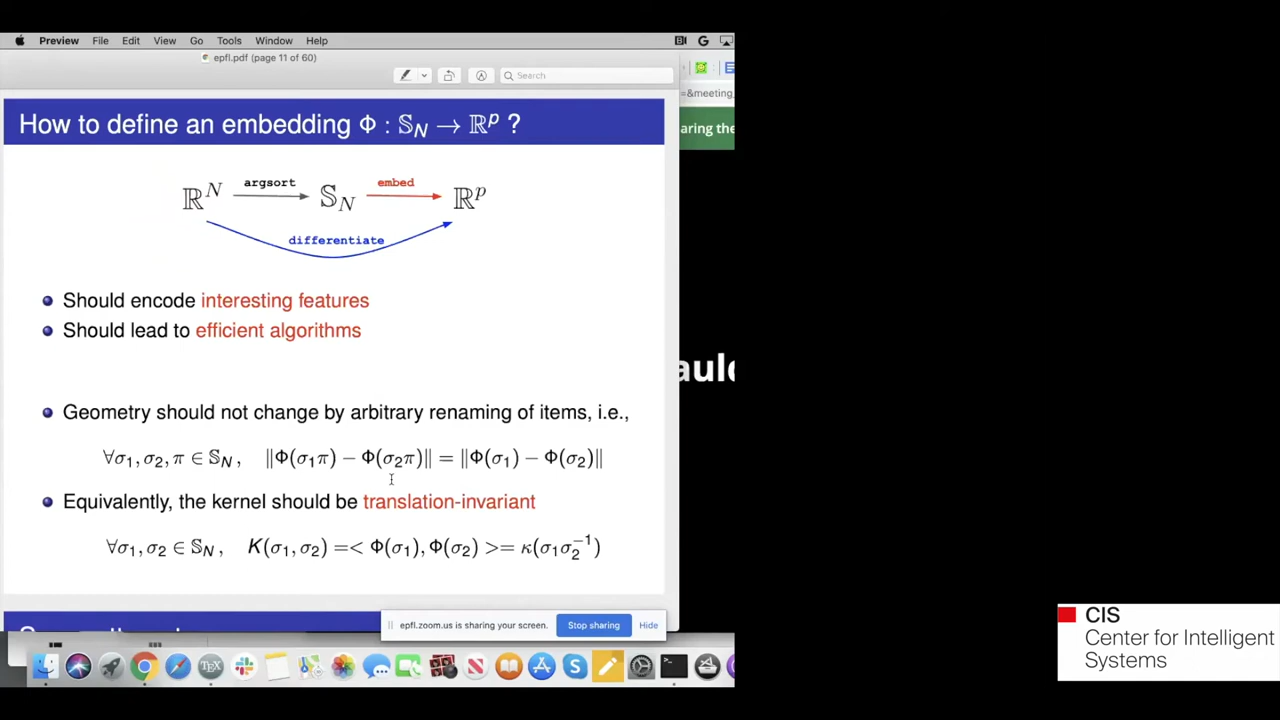 Preview File Edit View Go Tools Window Help
epfl.pdf (page 11 of 60)
Search
=&meeting_
aring the
How to define an embedding Φ : 𝕊_N → ℝ^p ?
ℝ^N argsort 𝕊_N embed ℝ^p
differentiate
Should encode interesting features
Should lead to efficient algorithms
Geometry should not change by arbitrary renaming of items, i.e.,
∀σ₁, σ₂, π ∈ 𝕊_N, ‖Φ(σ₁π) − Φ(σ₂π)‖ = ‖Φ(σ₁) − Φ(σ₂)‖
Equivalently, the kernel should be translation-invariant
∀σ₁, σ₂ ∈ 𝕊_N, K(σ₁, σ₂) =< Φ(σ₁), Φ(σ₂) >= κ(σ₁σ₂⁻¹)
epfl.zoom.us is sharing your screen. Stop sharing Hide
CIS
Center for Intelligent
Systems